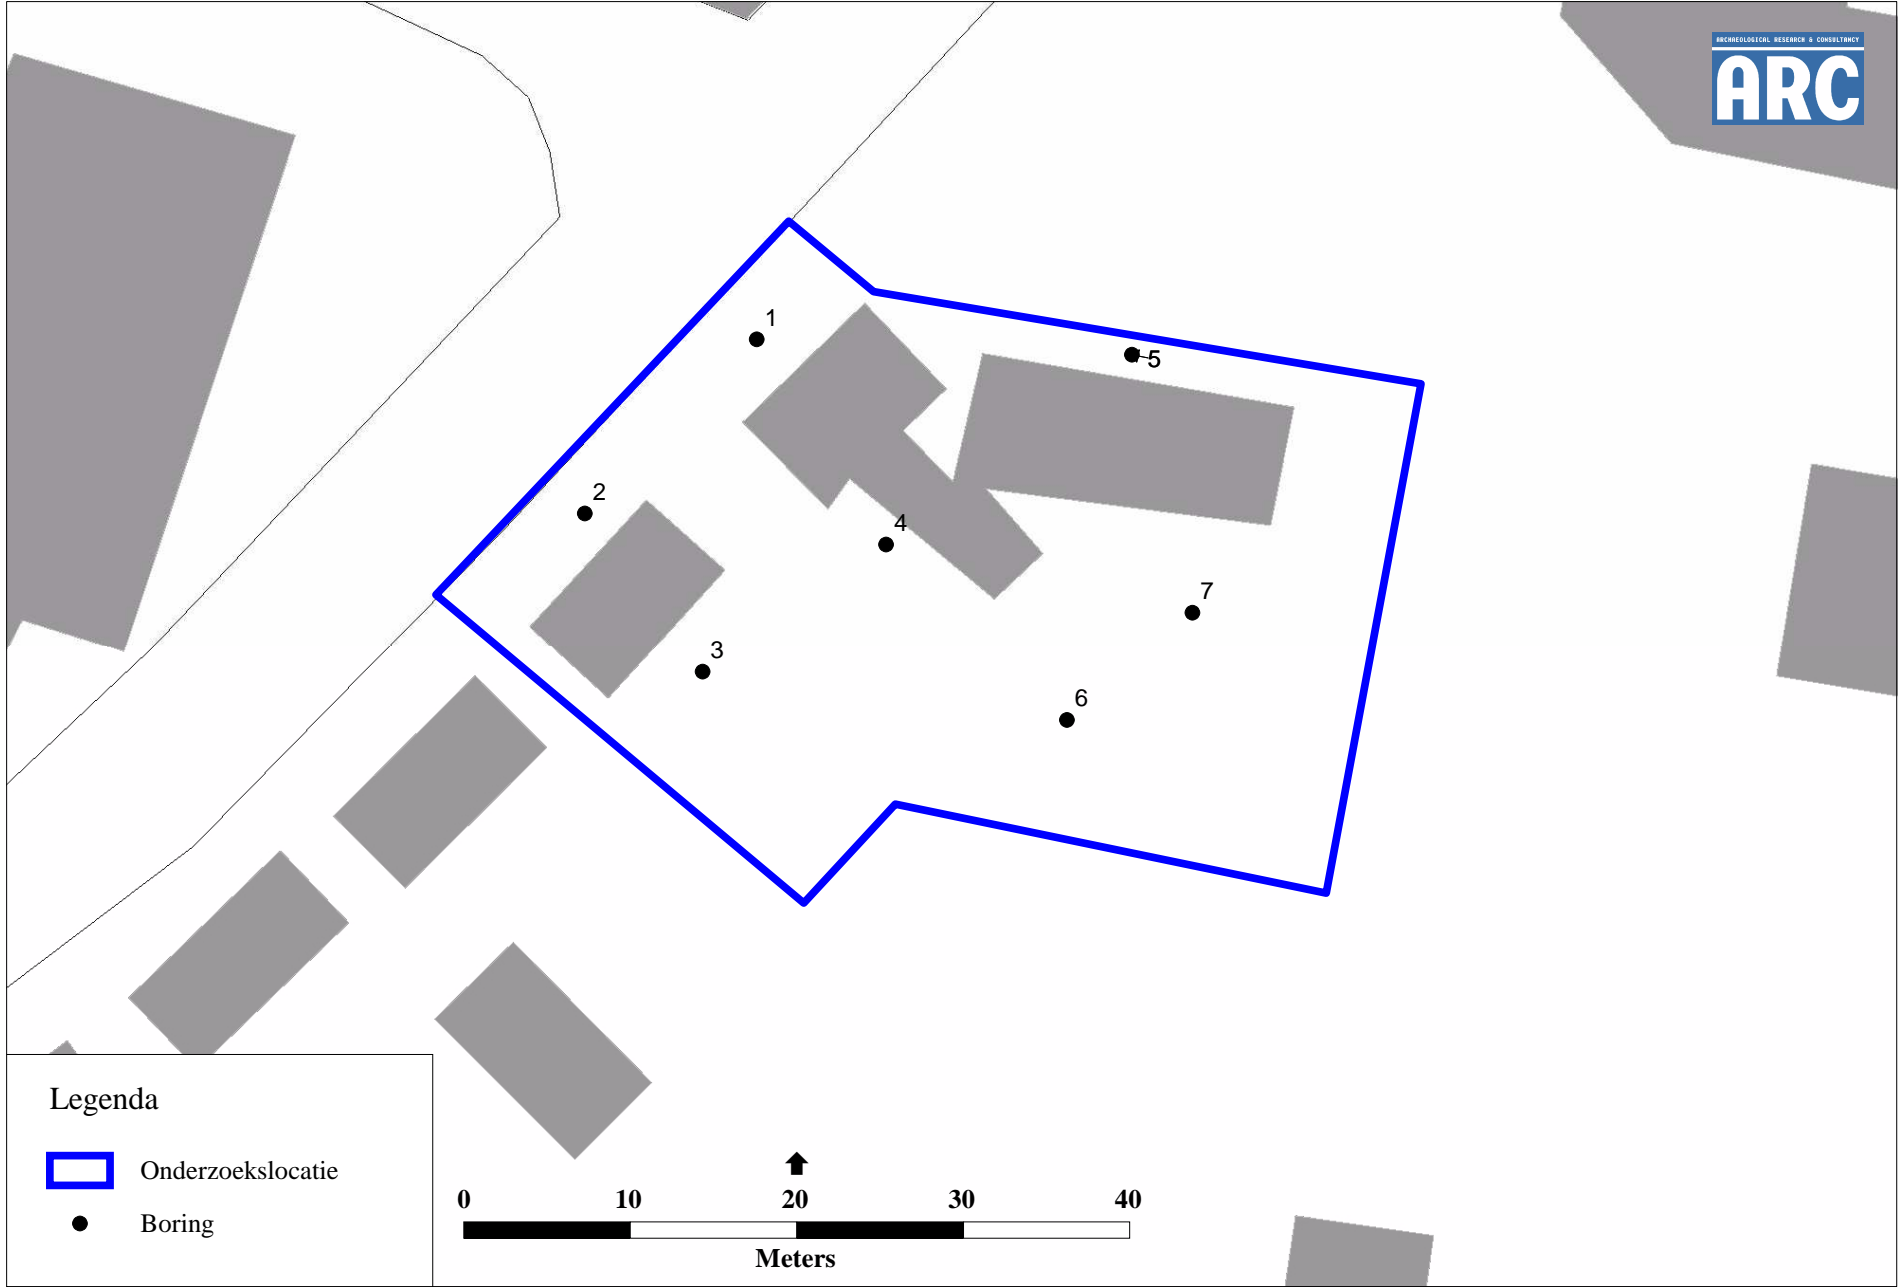 ARCHAEOLOGICAL RESEARCH & CONSULTANCY
ARC
1
5
2
4
7
3
6
Legenda
Onderzoekslocatie
Boring
0 10 20 30 40
Meters